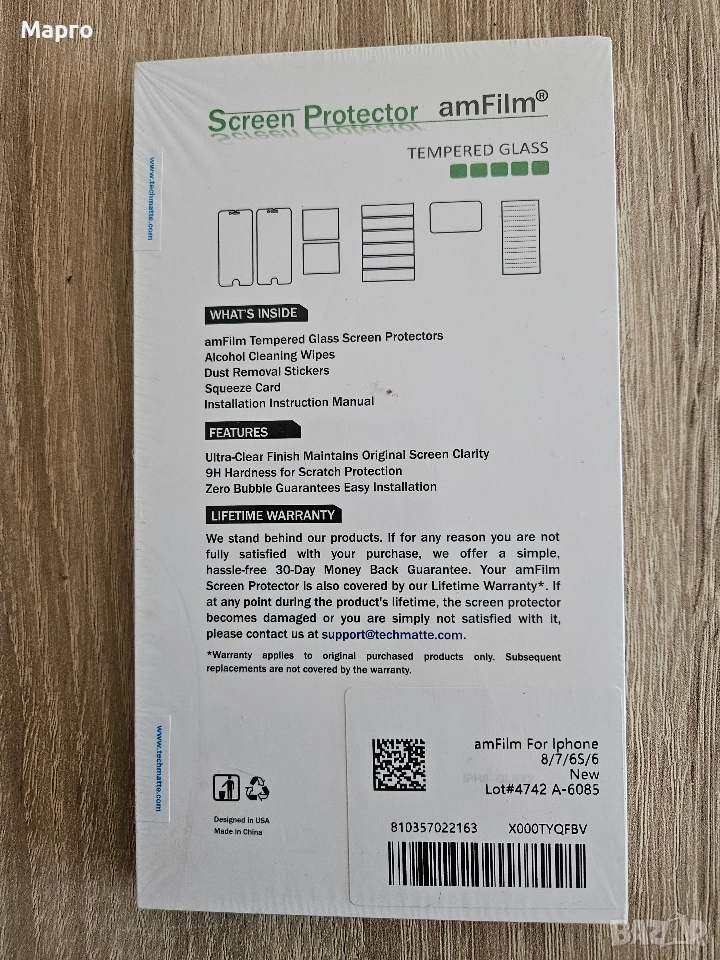 Mapro
Screen Protector amFilm®
TEMPERED GLASS
www.techmatte.com
WHAT'S INSIDE
amFilm Tempered Glass Screen Protectors
Alcohol Cleaning Wipes
Dust Removal Stickers
Squeeze Card
Installation Instruction Manual
FEATURES
Ultra-Clear Finish Maintains Original Screen Clarity
9H Hardness for Scratch Protection
Zero Bubble Guarantees Easy Installation
LIFETIME WARRANTY
We stand behind our products. If for any reason you are not
fully satisfied with your purchase, we offer a simple,
hassle-free 30-Day Money Back Guarantee. Your amFilm
Screen Protector is also covered by our Lifetime Warranty*. If
at any point during the product's lifetime, the screen protector
becomes damaged or you are simply not satisfied with it,
please contact us at support@techmatte.com.
*Warranty applies to original purchased products only. Subsequent
replacements are not covered by the warranty.
www.techmatte.com
amFilm For Iphone
8/7/6S/6
New
Lot#4742 A-6085
Designed in USA
Made in China
810357022163 X000TYQFBV
BAZAR